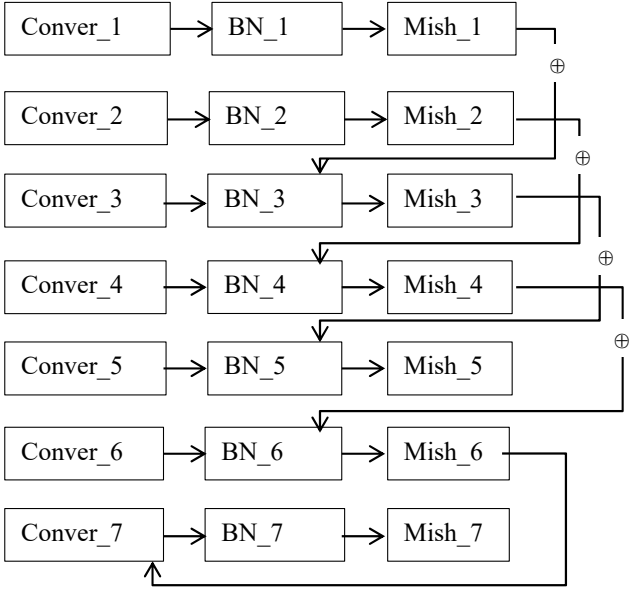 Conver_1 BN_1 Mish_1
⊕
Conver_2 BN_2 Mish_2
⊕
Conver_3 BN_3 Mish_3
⊕
Conver_4 BN_4 Mish_4
⊕
Conver_5 BN_5 Mish_5
Conver_6 BN_6 Mish_6
Conver_7 BN_7 Mish_7